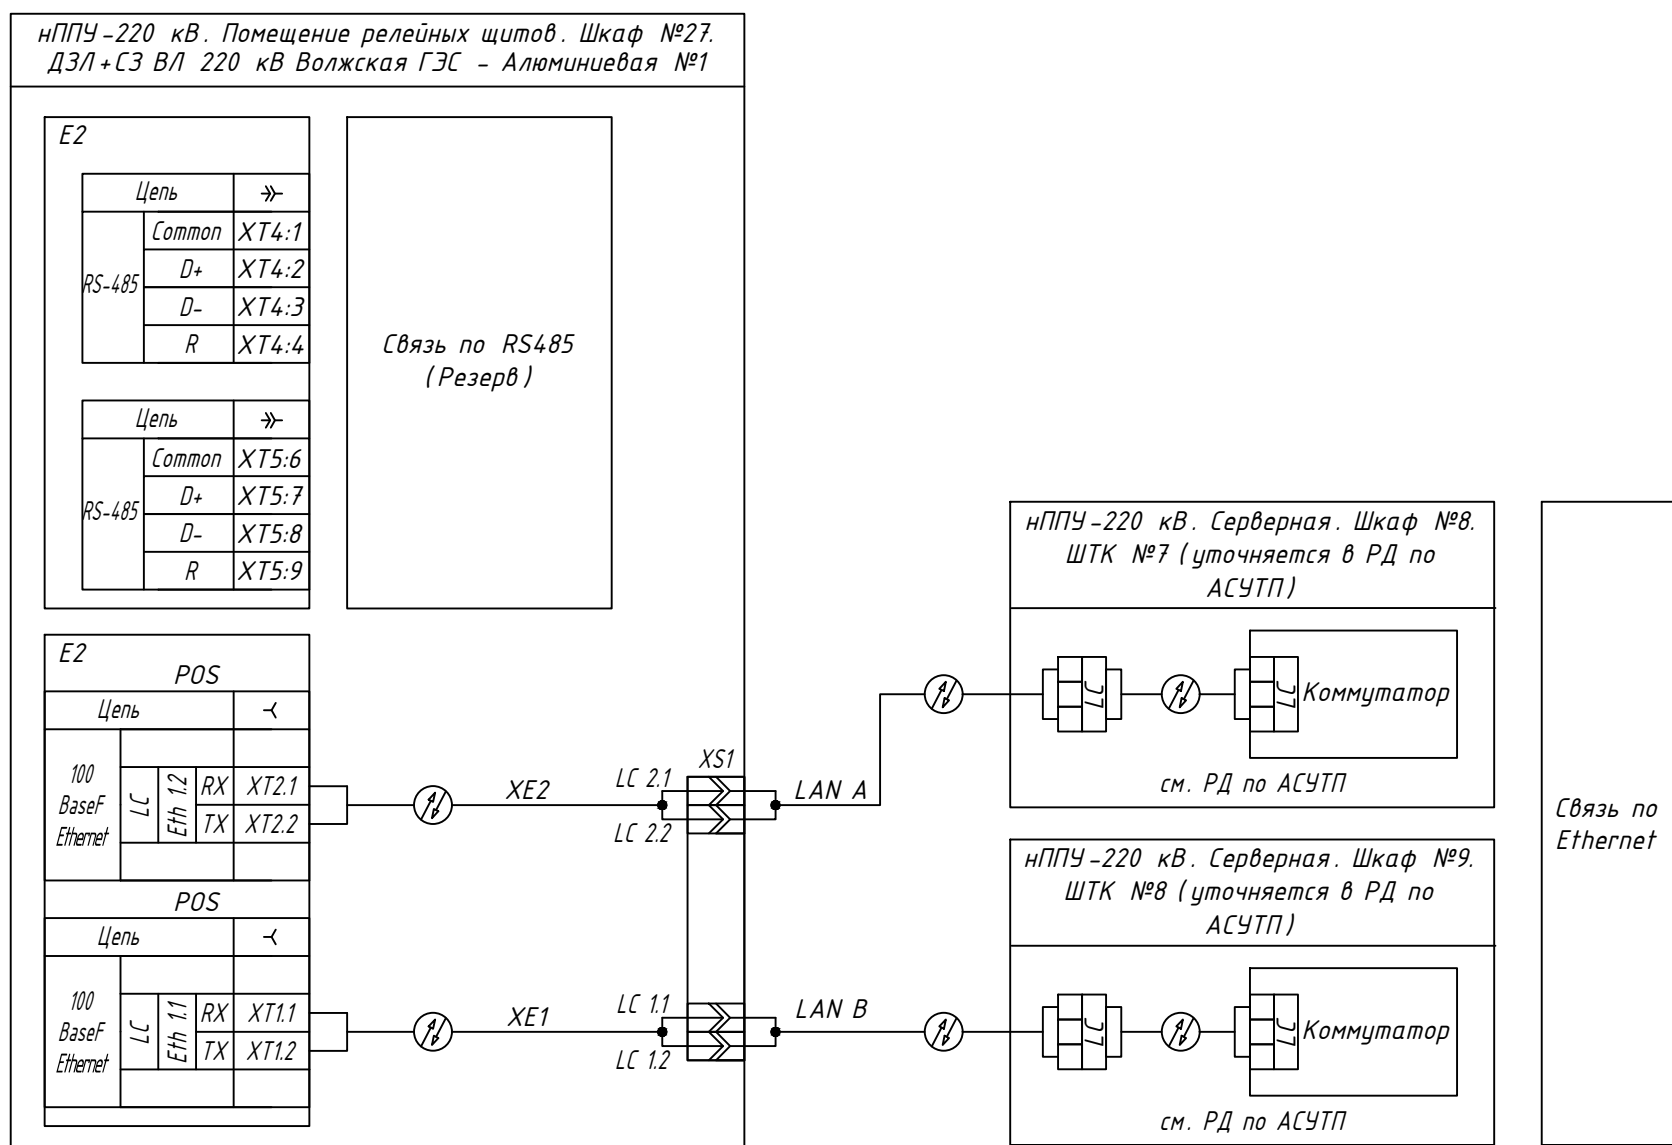 нППУ-220 кВ. Помещение релейных щитов. Шкаф №27.
ДЗЛ+СЗ ВЛ 220 кВ Волжская ГЭС - Алюминиевая №1
E2
Цепь
RS-485
Common XT4:1
D+ XT4:2
D- XT4:3
R XT4:4
Цепь
RS-485
Common XT5:6
D+ XT5:7
D- XT5:8
R XT5:9
Связь по RS485
(Резерв)
E2
POS
Цепь
100
BaseF
Ethernet
LC
Eth 1.2
RX XT2.1
TX XT2.2
POS
Цепь
100
BaseF
Ethernet
LC
Eth 1.1
RX XT1.1
TX XT1.2
XE2
LC 2.1
LC 2.2
XS1
LAN A
XE1
LC 1.1
LC 1.2
LAN B
нППУ-220 кВ. Серверная. Шкаф №8.
ШТК №7 (уточняется в РД по
АСУТП)
LC
LC
Коммутатор
см. РД по АСУТП
нППУ-220 кВ. Серверная. Шкаф №9.
ШТК №8 (уточняется в РД по
АСУТП)
LC
LC
Коммутатор
см. РД по АСУТП
Связь по
Ethernet